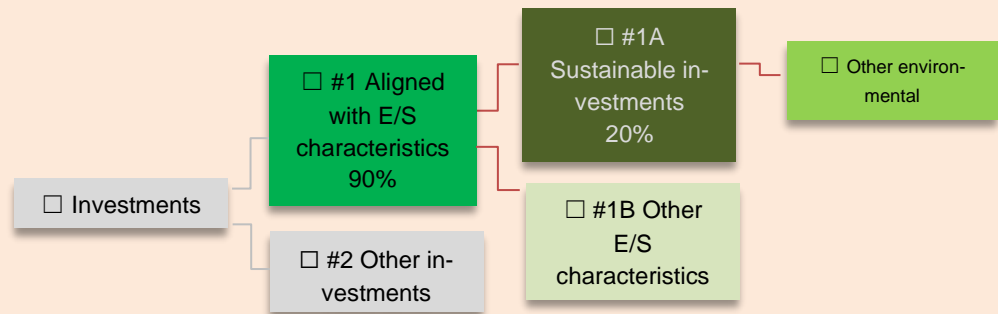 ☐ Investments
☐ #1 Aligned
with E/S
characteristics
90%
☐ #2 Other in-
vestments
☐ #1A
Sustainable in-
vestments
20%
☐ #1B Other
E/S
characteristics
☐ Other environ-
mental